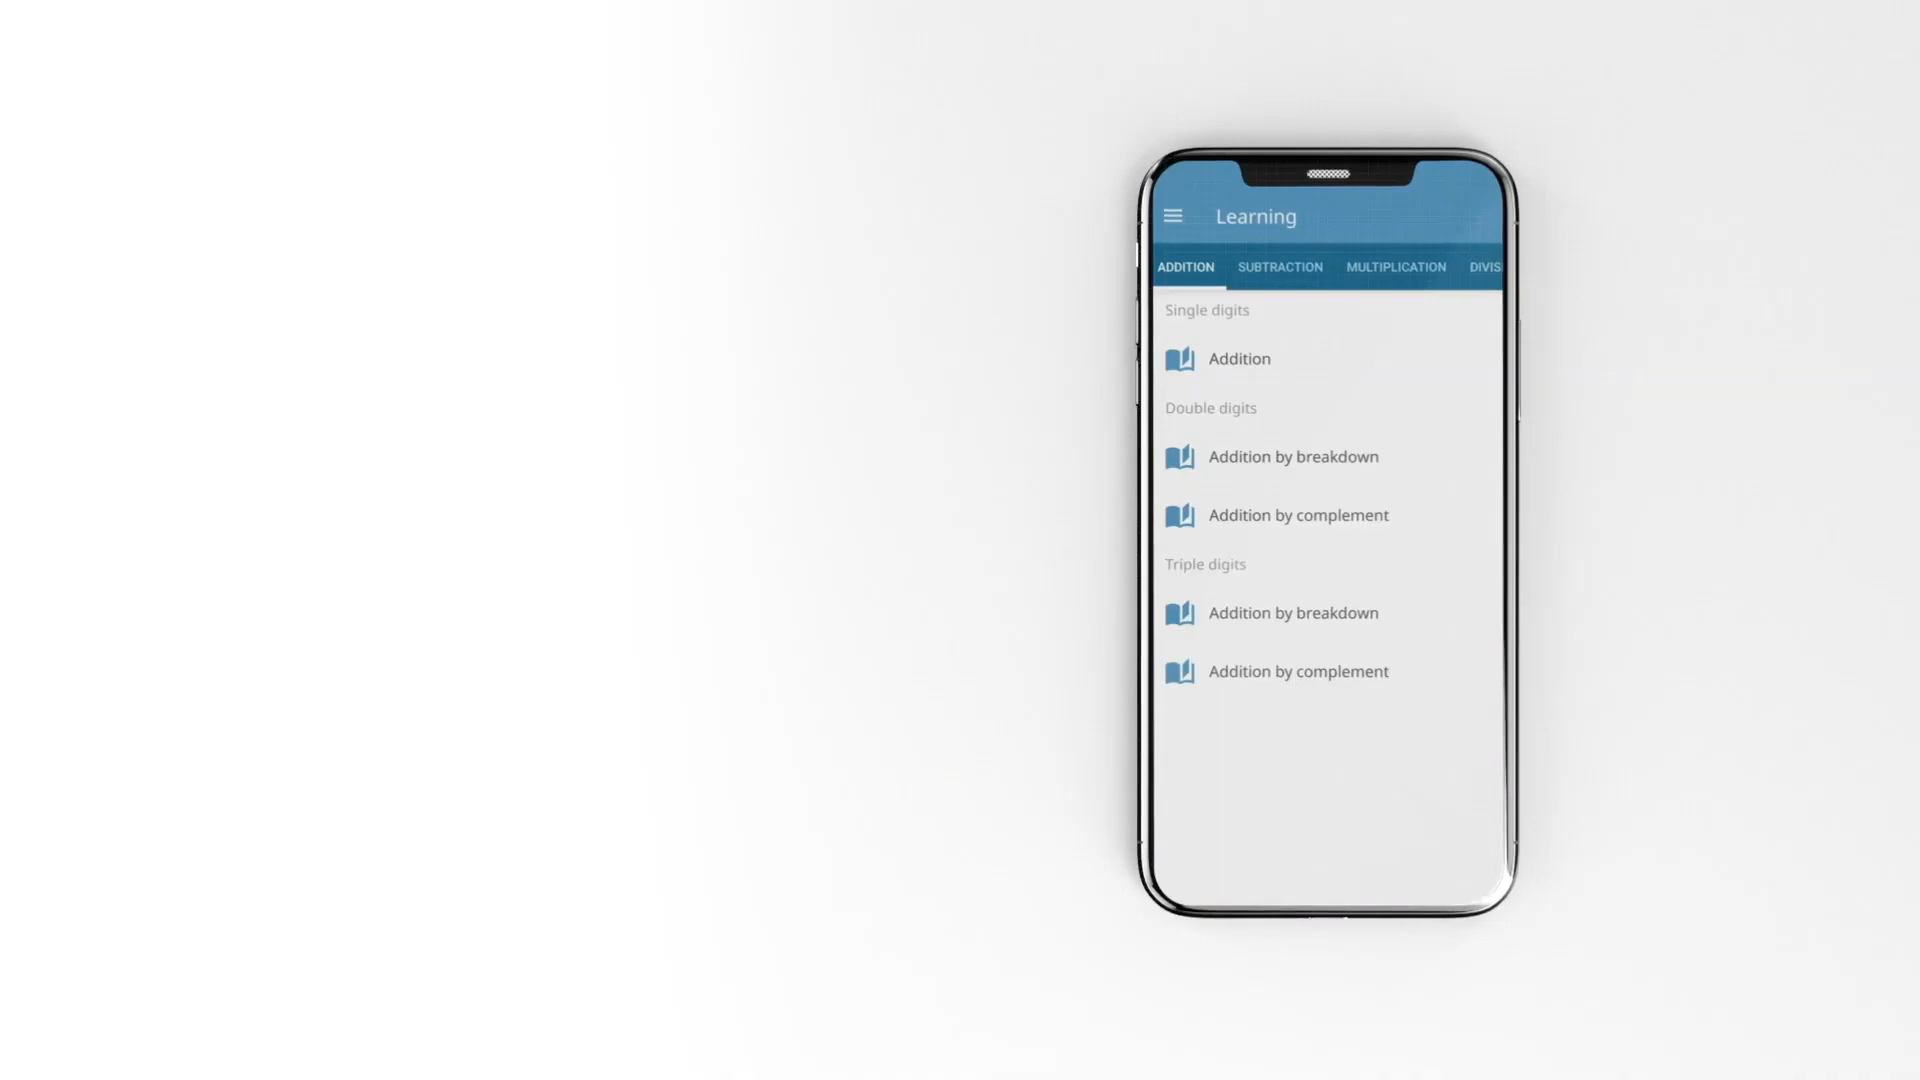 Learning
ADDITION SUBTRACTION MULTIPLICATION DIVIS
Single digits
Addition
Double digits
Addition by breakdown
Addition by complement
Triple digits
Addition by breakdown
Addition by complement